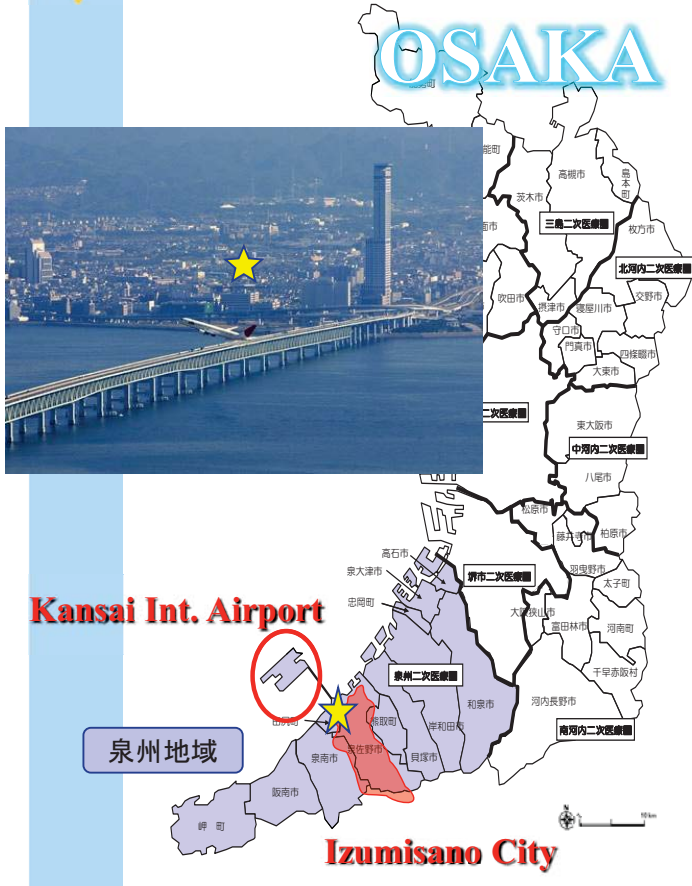 OSAKA
能町
高槻市
島本町
茨木市
三島二次医療圏
枚方市
面市
北河内二次医療圏
吹田市
摂津市
寝屋川市
交野市
守口市
門真市
四條畷市
大東市
二次医療圏
東大阪市
中河内二次医療圏
八尾市
松原市
藤井寺市
柏原市
高石市
泉大津市
堺市二次医療圏
羽曳野市
太子町
忠岡町
大阪狭山市
富田林市
河南町
Kansai Int. Airport
千早赤阪村
泉州二次医療圏
和泉市
河内長野市
熊取町
岸和田市
南河内二次医療圏
泉州地域
泉南市
泉佐野市
貝塚市
阪南市
岬 町
N
10 km
Izumisano City